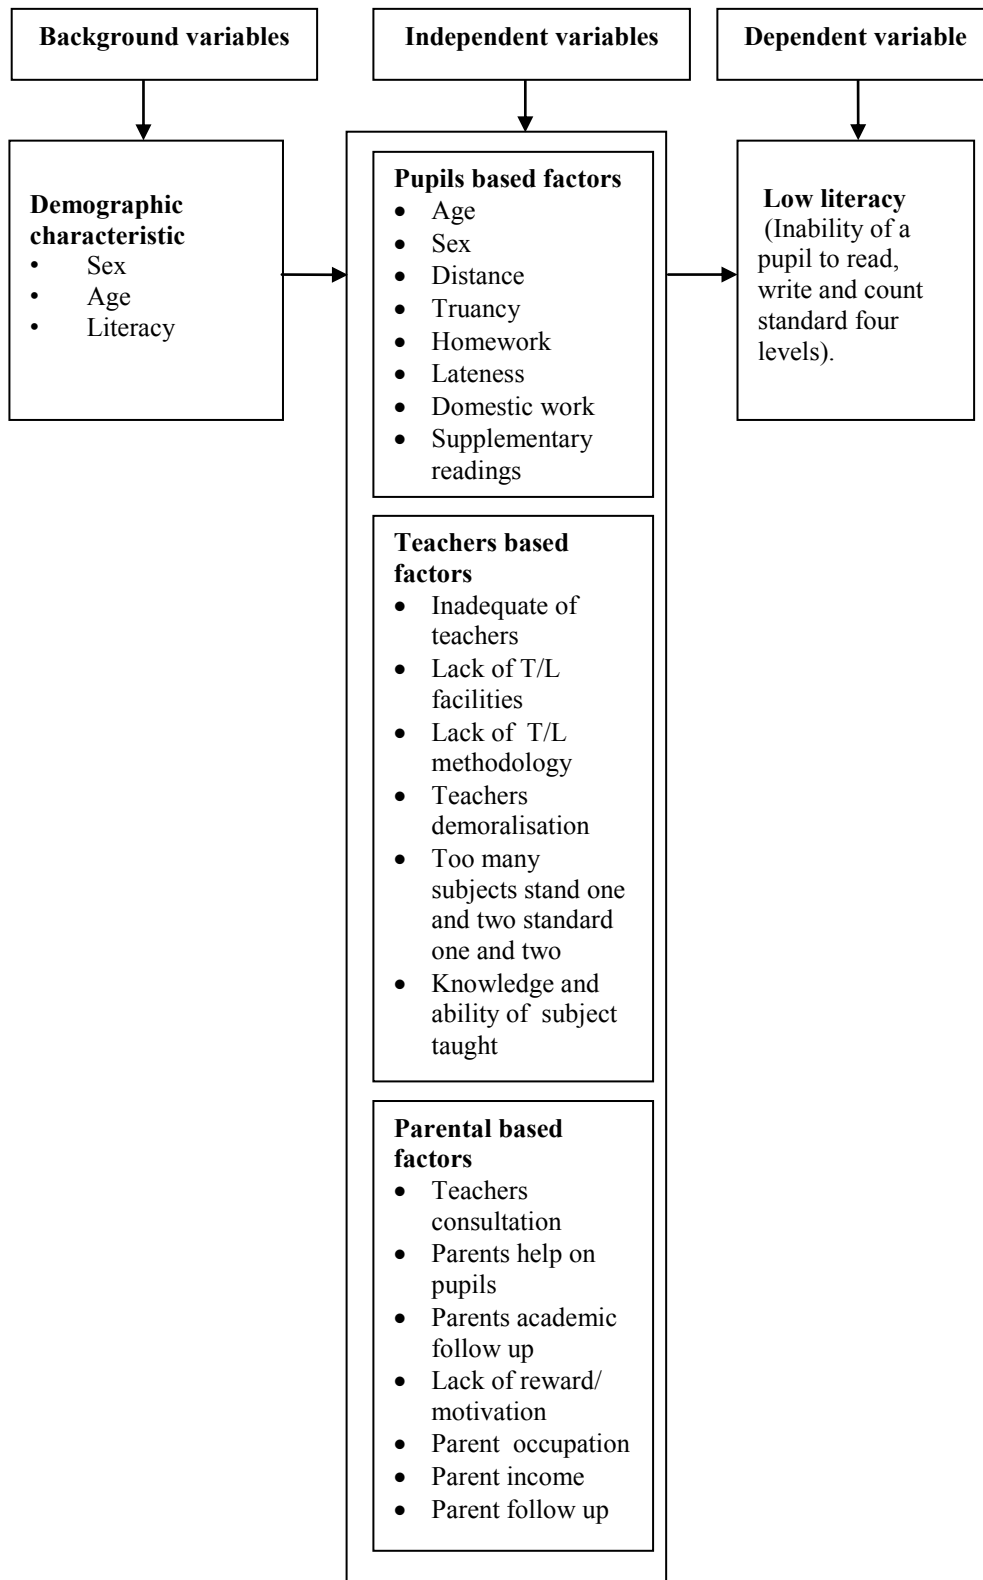 Background variables
Independent variables
Dependent variable
Demographic
characteristic
• Sex
• Age
• Literacy
Pupils based factors
• Age
• Sex
• Distance
• Truancy
• Homework
• Lateness
• Domestic work
• Supplementary
readings
Teachers based
factors
• Inadequate of
teachers
• Lack of T/L
facilities
• Lack of T/L
methodology
• Teachers
demoralisation
• Too many
subjects stand one
and two standard
one and two
• Knowledge and
ability of subject
taught
Parental based
factors
• Teachers
consultation
• Parents help on
pupils
• Parents academic
follow up
• Lack of reward/
motivation
• Parent occupation
• Parent income
• Parent follow up
Low literacy
(Inability of a
pupil to read,
write and count
standard four
levels).